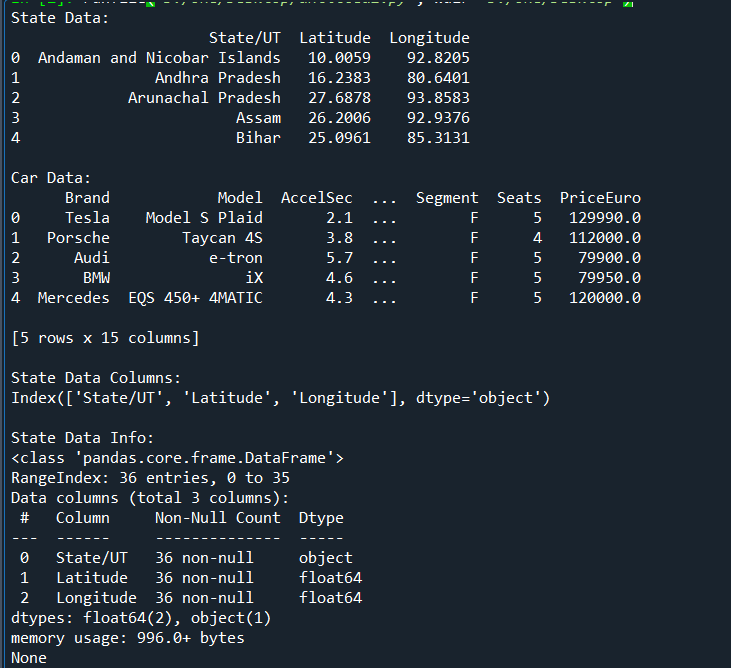 State Data:
                      State/UT  Latitude  Longitude
0  Andaman and Nicobar Islands   10.0059    92.8205
1               Andhra Pradesh   16.2383    80.6401
2            Arunachal Pradesh   27.6878    93.8583
3                        Assam   26.2006    92.9376
4                        Bihar   25.0961    85.3131
Car Data:
      Brand            Model  AccelSec  ...  Segment  Seats  PriceEuro
0     Tesla    Model S Plaid       2.1  ...        F      5   129990.0
1   Porsche        Taycan 4S       3.8  ...        F      4   112000.0
2      Audi           e-tron       5.7  ...        F      5    79900.0
3       BMW               iX       4.6  ...        F      5    79950.0
4  Mercedes  EQS 450+ 4MATIC       4.3  ...        F      5   120000.0
[5 rows x 15 columns]
State Data Columns:
Index(['State/UT', 'Latitude', 'Longitude'], dtype='object')
State Data Info:
<class 'pandas.core.frame.DataFrame'>
RangeIndex: 36 entries, 0 to 35
Data columns (total 3 columns):
 #   Column     Non-Null Count  Dtype
---  ------     --------------  -----
 0   State/UT   36 non-null     object
 1   Latitude   36 non-null     float64
 2   Longitude  36 non-null     float64
dtypes: float64(2), object(1)
memory usage: 996.0+ bytes
None